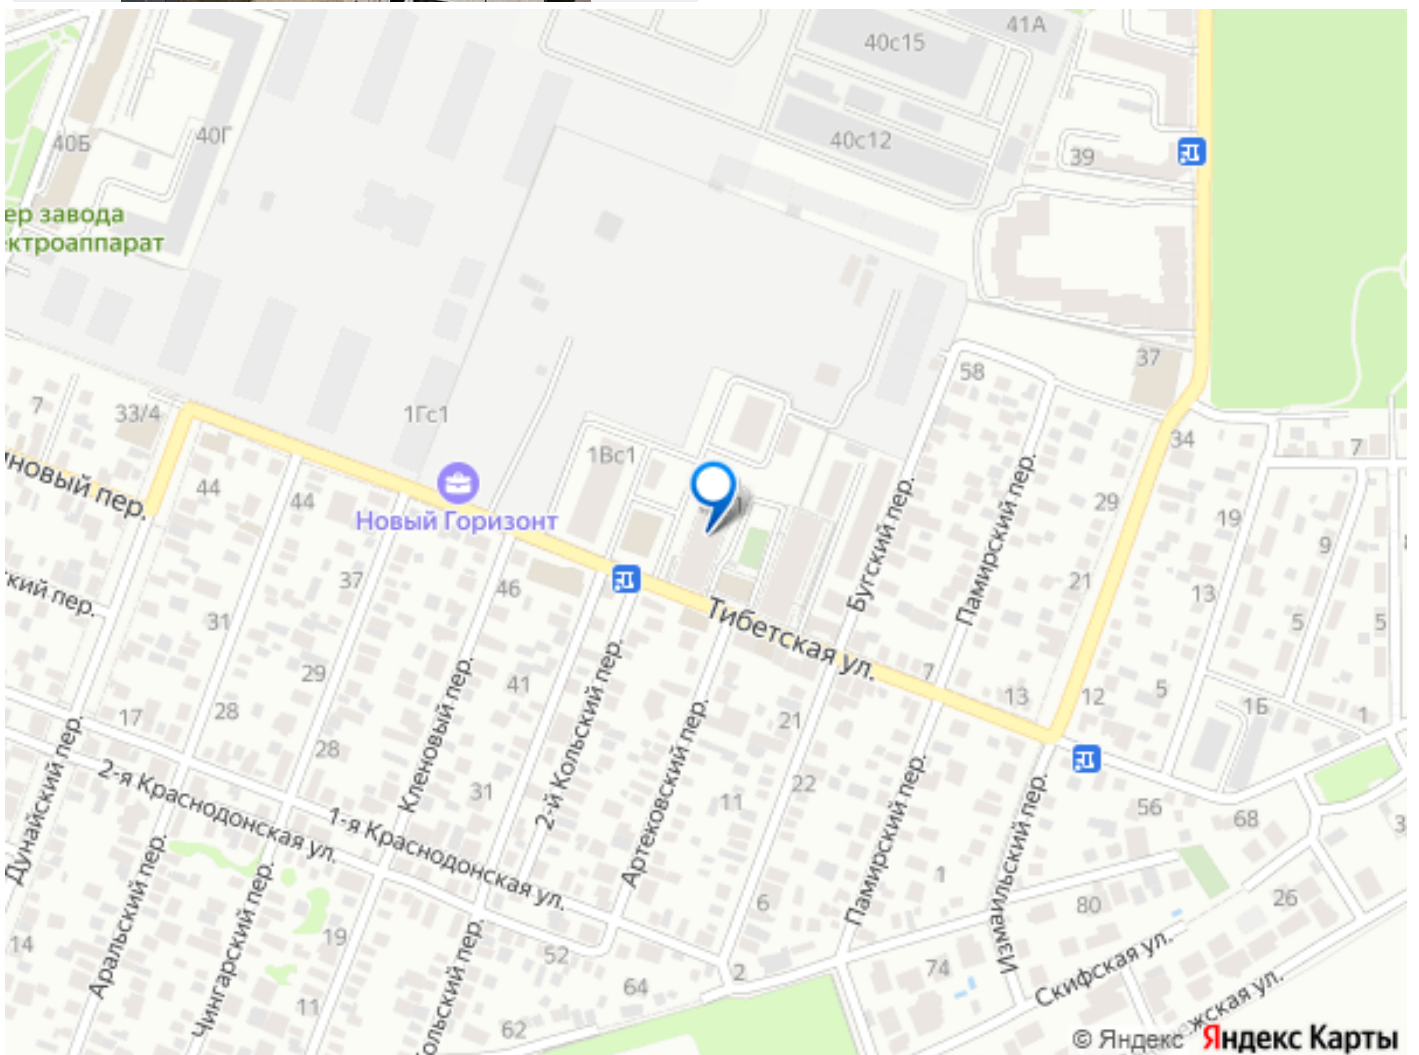 41А
40с15
40Б
40Г
40с12
39
ер завода
ктроаппарат
37
58
7
33/4
1Гс1
1Вс1
34
7
новый пер.
44
44
Новый Горизонт
Бугский пер.
Памирский пер.
29
19
9
ский пер.
37
46
21
13
5
5
31
Тибетская ул.
29
41
7
13
12
5
1Б
1
17
28
28
Кленовый пер.
2-й Кольский пер.
Артековский пер.
21
22
Дунайский пер.
2-я Краснодонская ул.
1-я Краснодонская ул.
31
11
Памирский пер.
Измаильский пер.
56
68
3
Аральский пер.
Чингарский пер.
14
19
11
ольский пер.
52
64
62
6
2
1
74
80
26
Скифская ул.
жская ул.
© Яндекс Яндекс Карты